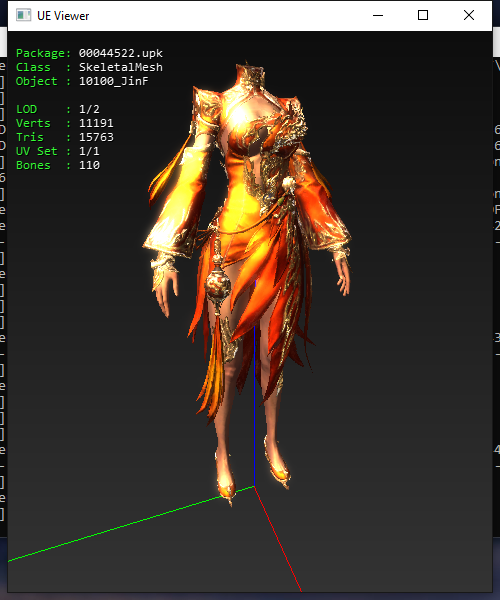 UE Viewer
Package: 00044522.upk
Class : SkeletalMesh
Object : 10100_JinF
LOD : 1/2
Verts : 11191
Tris : 15763
UV Set : 1/1
Bones : 110